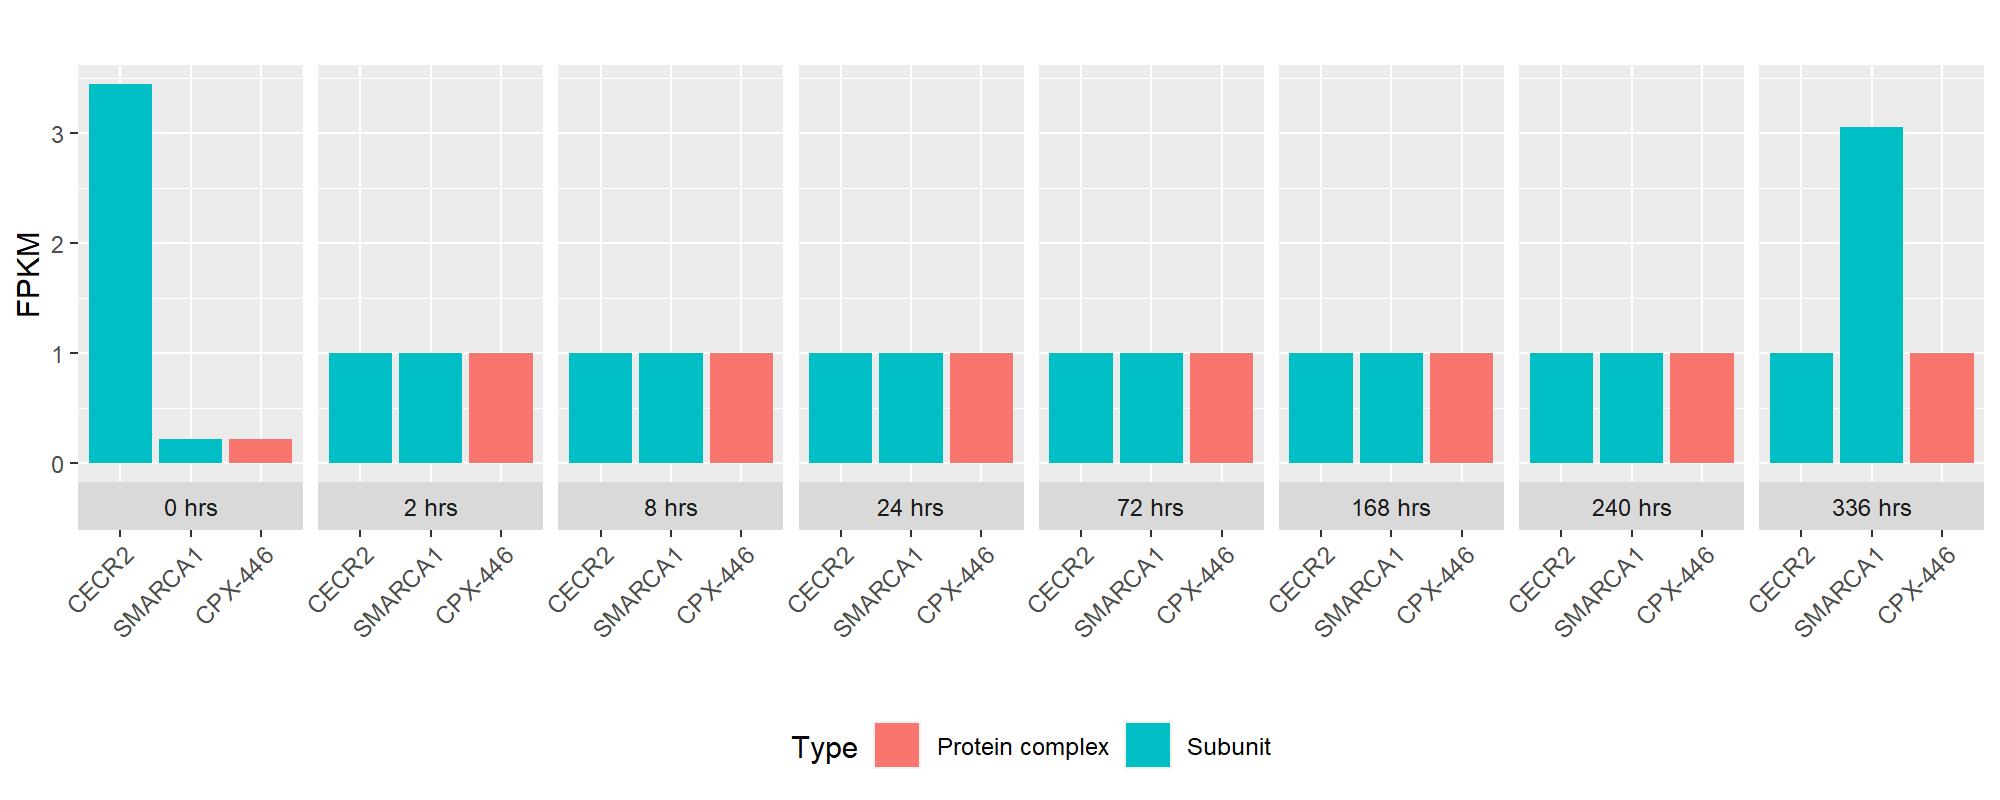 FPKM
3
2
1
0
0 hrs 2 hrs 8 hrs 24 hrs 72 hrs 168 hrs 240 hrs 336 hrs
CECR2 SMARCA1 CPX-446 CECR2 SMARCA1 CPX-446 CECR2 SMARCA1 CPX-446 CECR2 SMARCA1 CPX-446 CECR2 SMARCA1 CPX-446 CECR2 SMARCA1 CPX-446 CECR2 SMARCA1 CPX-446 CECR2 SMARCA1 CPX-446
Type Protein complex Subunit